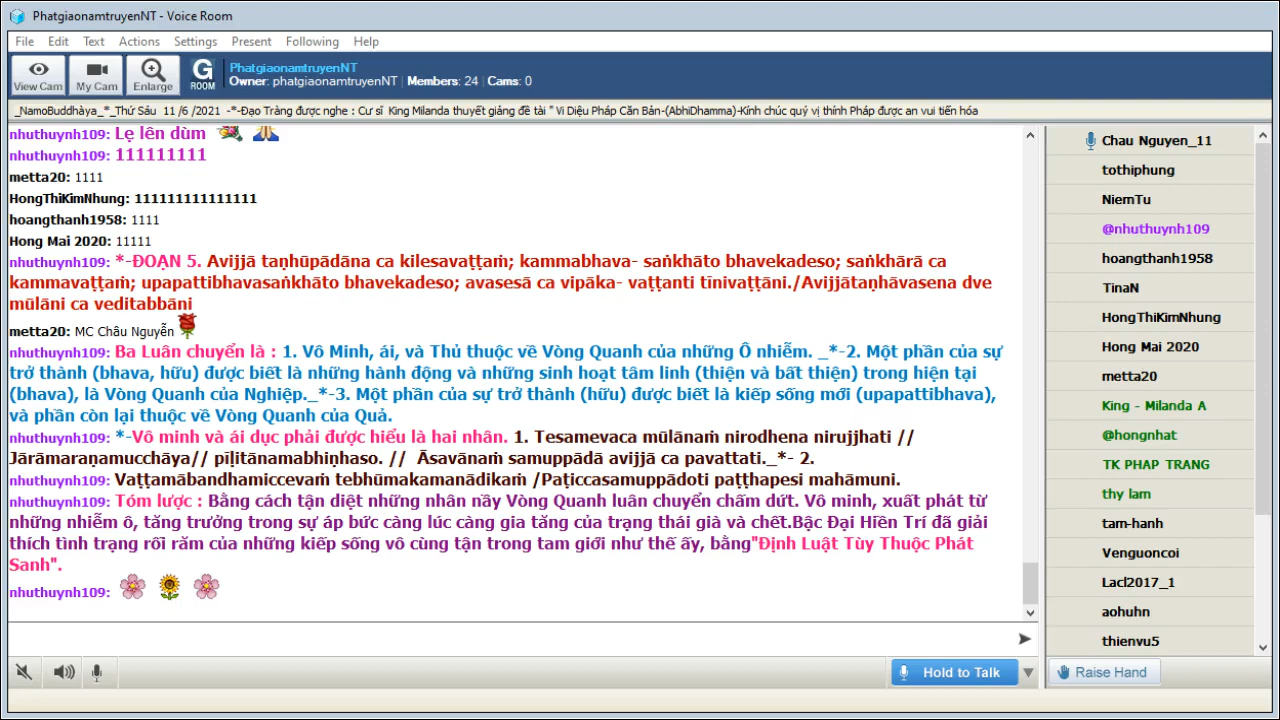 PhatgiaonamtruyenNT - Voice Room
File Edit Text Actions Settings Present Following Help
View Cam My Cam Enlarge G ROOM
PhatgiaonamtruyenNT
Owner: phatgiaonamtruyenNT | Members: 24 | Cams: 0
_NamoBuddhàya_*_Thứ Sáu 11/6 /2021 -*-Đạo Tràng được nghe : Cư sĩ King Milanda thuyết giảng đề tài " Vi Diệu Pháp Căn Bản-(AbhiDhamma)-Kính chúc quý vị thính Pháp được an vui tiến hóa
nhuthuynh109: Lẹ lên dùm
nhuthuynh109: 111111111
metta20: 1111
HongThiKimNhung: 111111111111111
hoangthanh1958: 1111
Hong Mai 2020: 11111
nhuthuynh109: *-ĐOẠN 5. Avijjā taṇhūpādāna ca kilesavaṭṭaṃ; kammabhava- saṅkhāto bhavekadeso; saṅkhārā ca
kammavaṭṭaṃ; upapattibhavasaṅkhāto bhavekadeso; avasesā ca vipāka- vaṭṭanti tīnivaṭṭāni./Avijjātaṇhāvasena dve
mūlāni ca veditabbāni
metta20: MC Châu Nguyễn
nhuthuynh109: Ba Luân chuyển là : 1. Vô Minh, ái, và Thủ thuộc về Vòng Quanh của những Ô nhiễm. _*-2. Một phần của sự
trở thành (bhava, hữu) được biết là những hành động và những sinh hoạt tâm linh (thiện và bất thiện) trong hiện tại
(bhava), là Vòng Quanh của Nghiệp._*-3. Một phần của sự trở thành (hữu) được biết là kiếp sống mới (upapattibhava),
và phần còn lại thuộc về Vòng Quanh của Quả.
nhuthuynh109: *-Vô minh và ái dục phải được hiểu là hai nhân. 1. Tesamevaca mūlānaṁ nirodhena nirujjhati //
Jārāmaraṇamucchāya// pīḷitānamabhiṇhaso. // Āsavānaṁ samuppādā avijjā ca pavattati._*- 2.
nhuthuynh109: Vaṭṭamābandhamiccevaṁ tebhūmakamanādikaṁ /Paṭiccasamuppādoti paṭṭhapesi mahāmuni.
nhuthuynh109: Tóm lược : Bằng cách tận diệt những nhân nầy Vòng Quanh luân chuyển chấm dứt. Vô minh, xuất phát từ
những nhiễm ô, tăng trưởng trong sự áp bức càng lúc càng gia tăng của trạng thái già và chết.Bậc Đại Hiền Trí đã giải
thích tình trạng rối răm của những kiếp sống vô cùng tận trong tam giới như thế ấy, bằng"Định Luật Tùy Thuộc Phát
Sanh".
nhuthuynh109:
Chau Nguyen_11
tothiphung
NiemTu
@nhuthuynh109
hoangthanh1958
TinaN
HongThiKimNhung
Hong Mai 2020
metta20
King - Milanda A
@hongnhat
TK PHAP TRANG
thy lam
tam-hanh
Venguoncoi
Lacl2017_1
aohuhn
thienvu5
Hold to Talk
Raise Hand